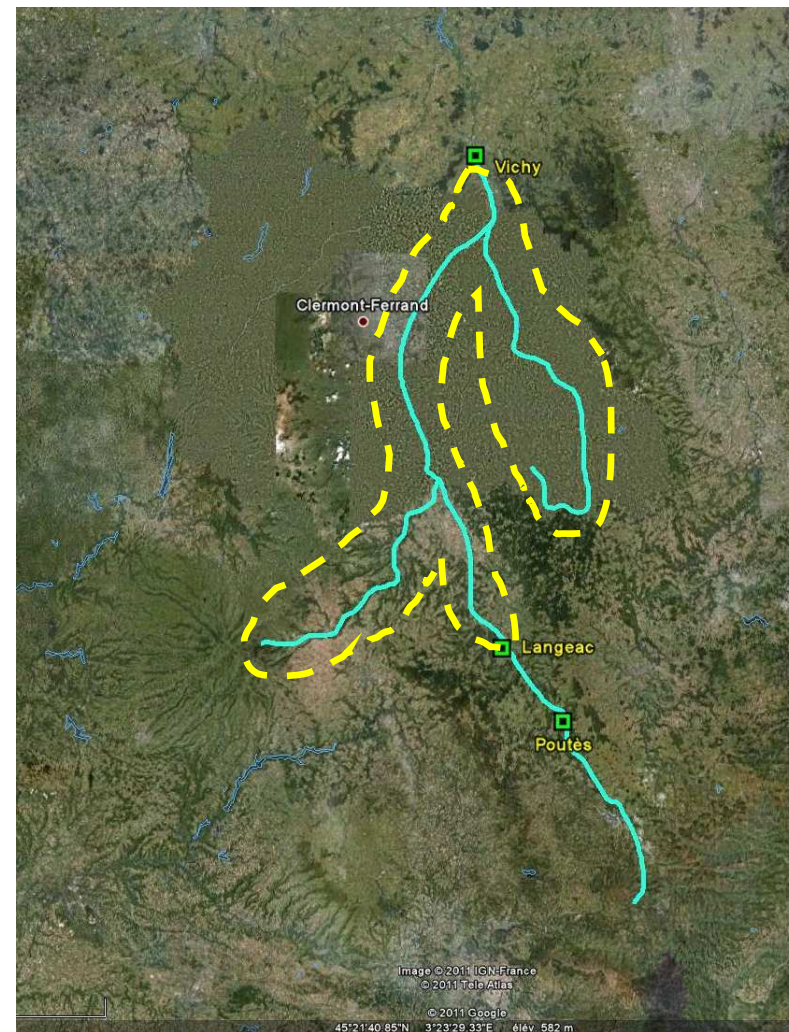 Vichy
Clermont-Ferrand
Langeac
Poutès
Image © 2011 IGN-France
© 2011 Tele Atlas
© 2011 Google
45°21'40.85"N 3°23'29.33"E élév. 582 m